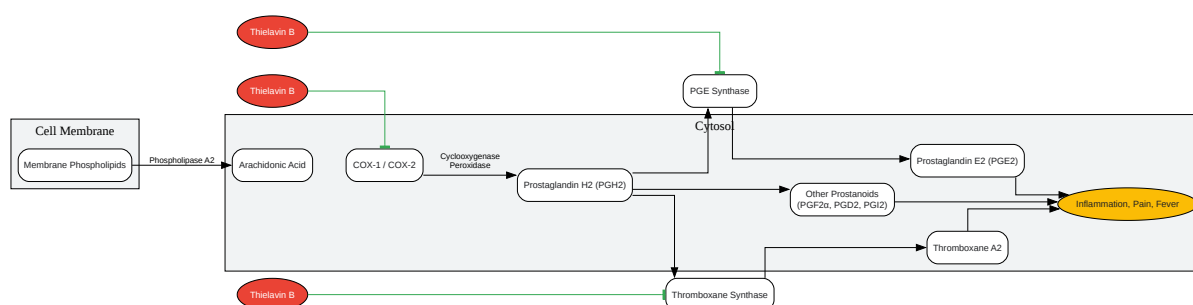 Thielavin B
Thielavin B
PGE Synthase
Cell Membrane
Cytosol
Membrane Phospholipids
Phospholipase A2
Arachidonic Acid
COX-1 / COX-2
Cyclooxygenase
Peroxidase
Prostaglandin H2 (PGH2)
Prostaglandin E2 (PGE2)
Other Prostanoids
(PGF2α, PGD2, PGI2)
Inflammation, Pain, Fever
Thromboxane A2
Thielavin B
Thromboxane Synthase